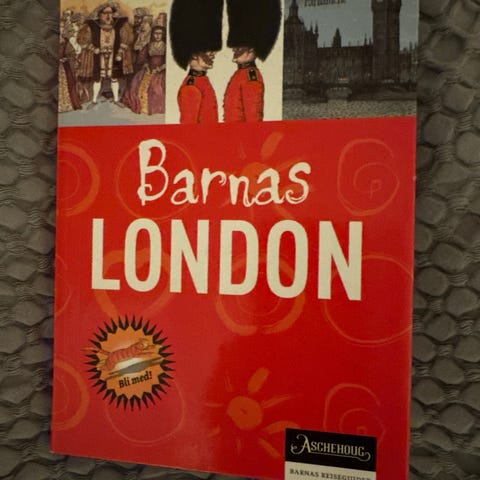 Barnas
LONDON
Bli med!
ASCHEHOUG
BARNAS REISEGUIDER